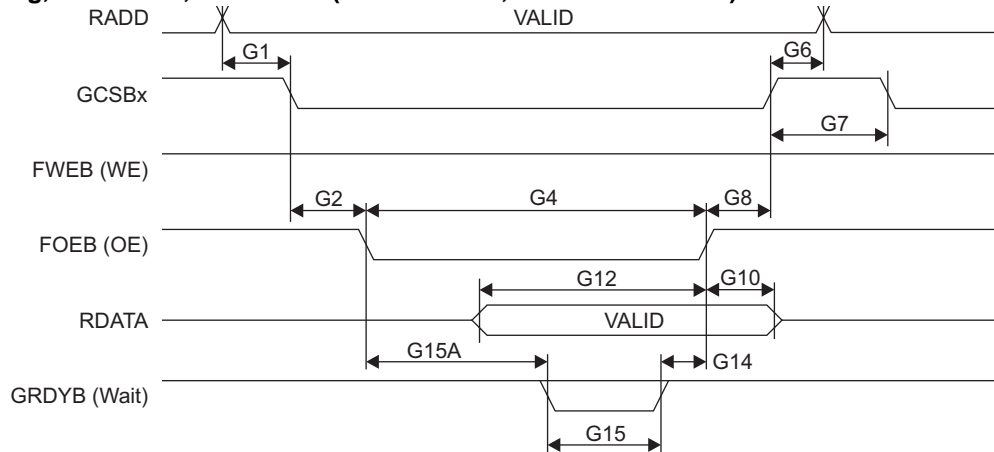 RADD
VALID
G1
G6
GCSBx
G7
FWEB (WE)
G2
G4
G8
FOEB (OE)
G12
G10
RDATA
VALID
G15A
G14
GRDYB (Wait)
G15